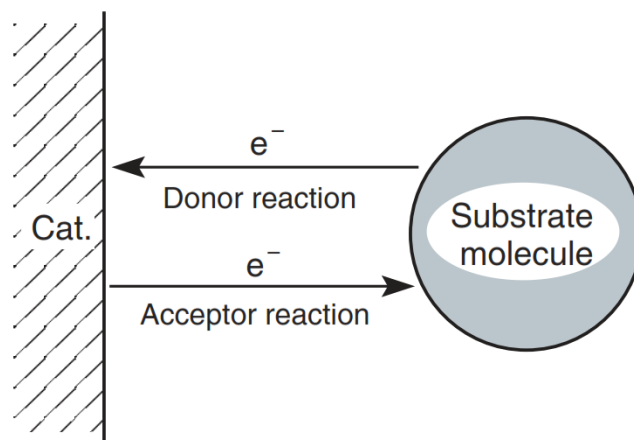 e⁻
Donor reaction
Cat.
Substrate
molecule
e⁻
Acceptor reaction